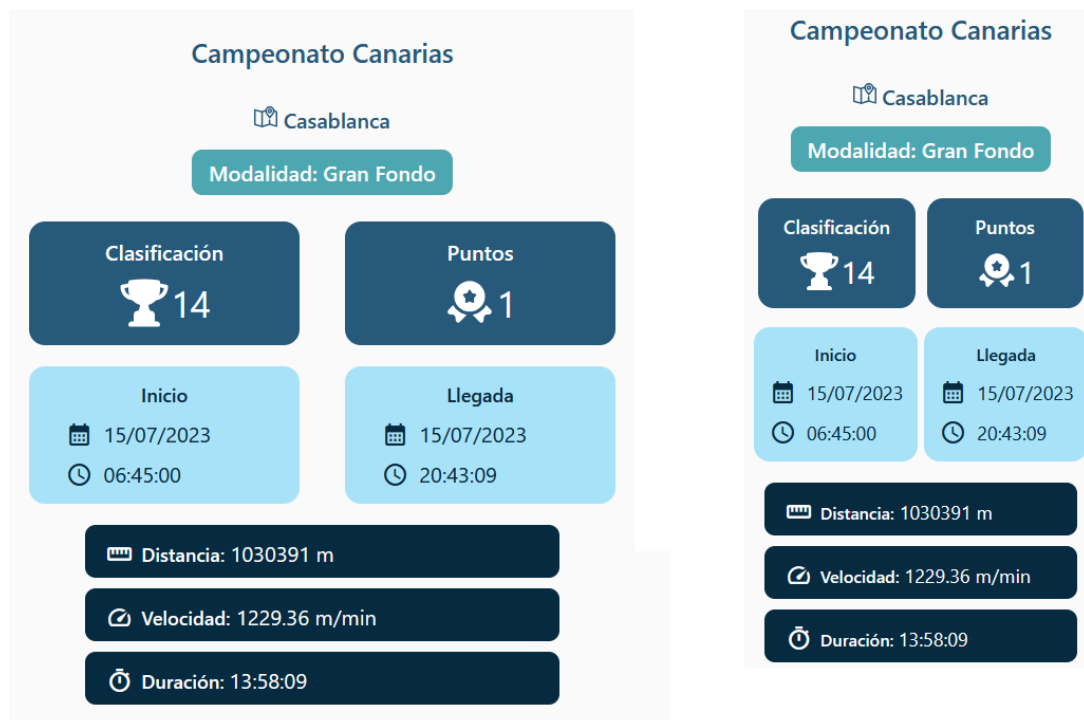 Campeonato Canarias
Casablanca
Modalidad: Gran Fondo
Clasificación
14
Puntos
1
Inicio
15/07/2023
06:45:00
Llegada
15/07/2023
20:43:09
Distancia: 1030391 m
Velocidad: 1229.36 m/min
Duración: 13:58:09
Campeonato Canarias
Casablanca
Modalidad: Gran Fondo
Clasificación
14
Puntos
1
Inicio
15/07/2023
06:45:00
Llegada
15/07/2023
20:43:09
Distancia: 1030391 m
Velocidad: 1229.36 m/min
Duración: 13:58:09